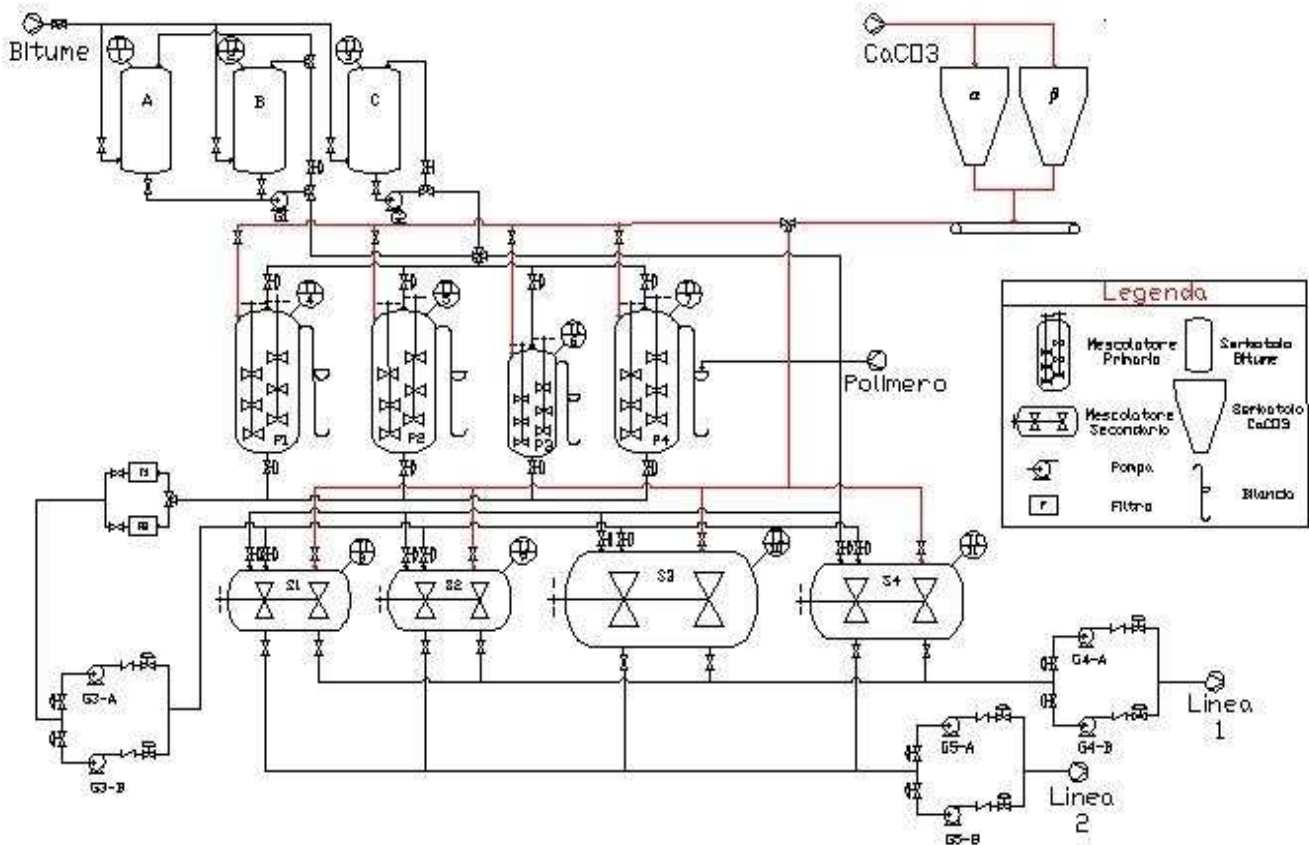 Bitume
A
B
C
CaCO3
α
β
P1
P2
P3
P4
Polimero
Legenda
Mescolatore
Primario
Serbatoio
Bitume
Mescolatore
Secondario
Serbatoio
CaCO3
Pompa
Filtro
Bilancia
F
S1
S2
S3
S4
G3-A
G3-B
G4-A
G4-B
Linea
1
G5-A
G5-B
Linea
2